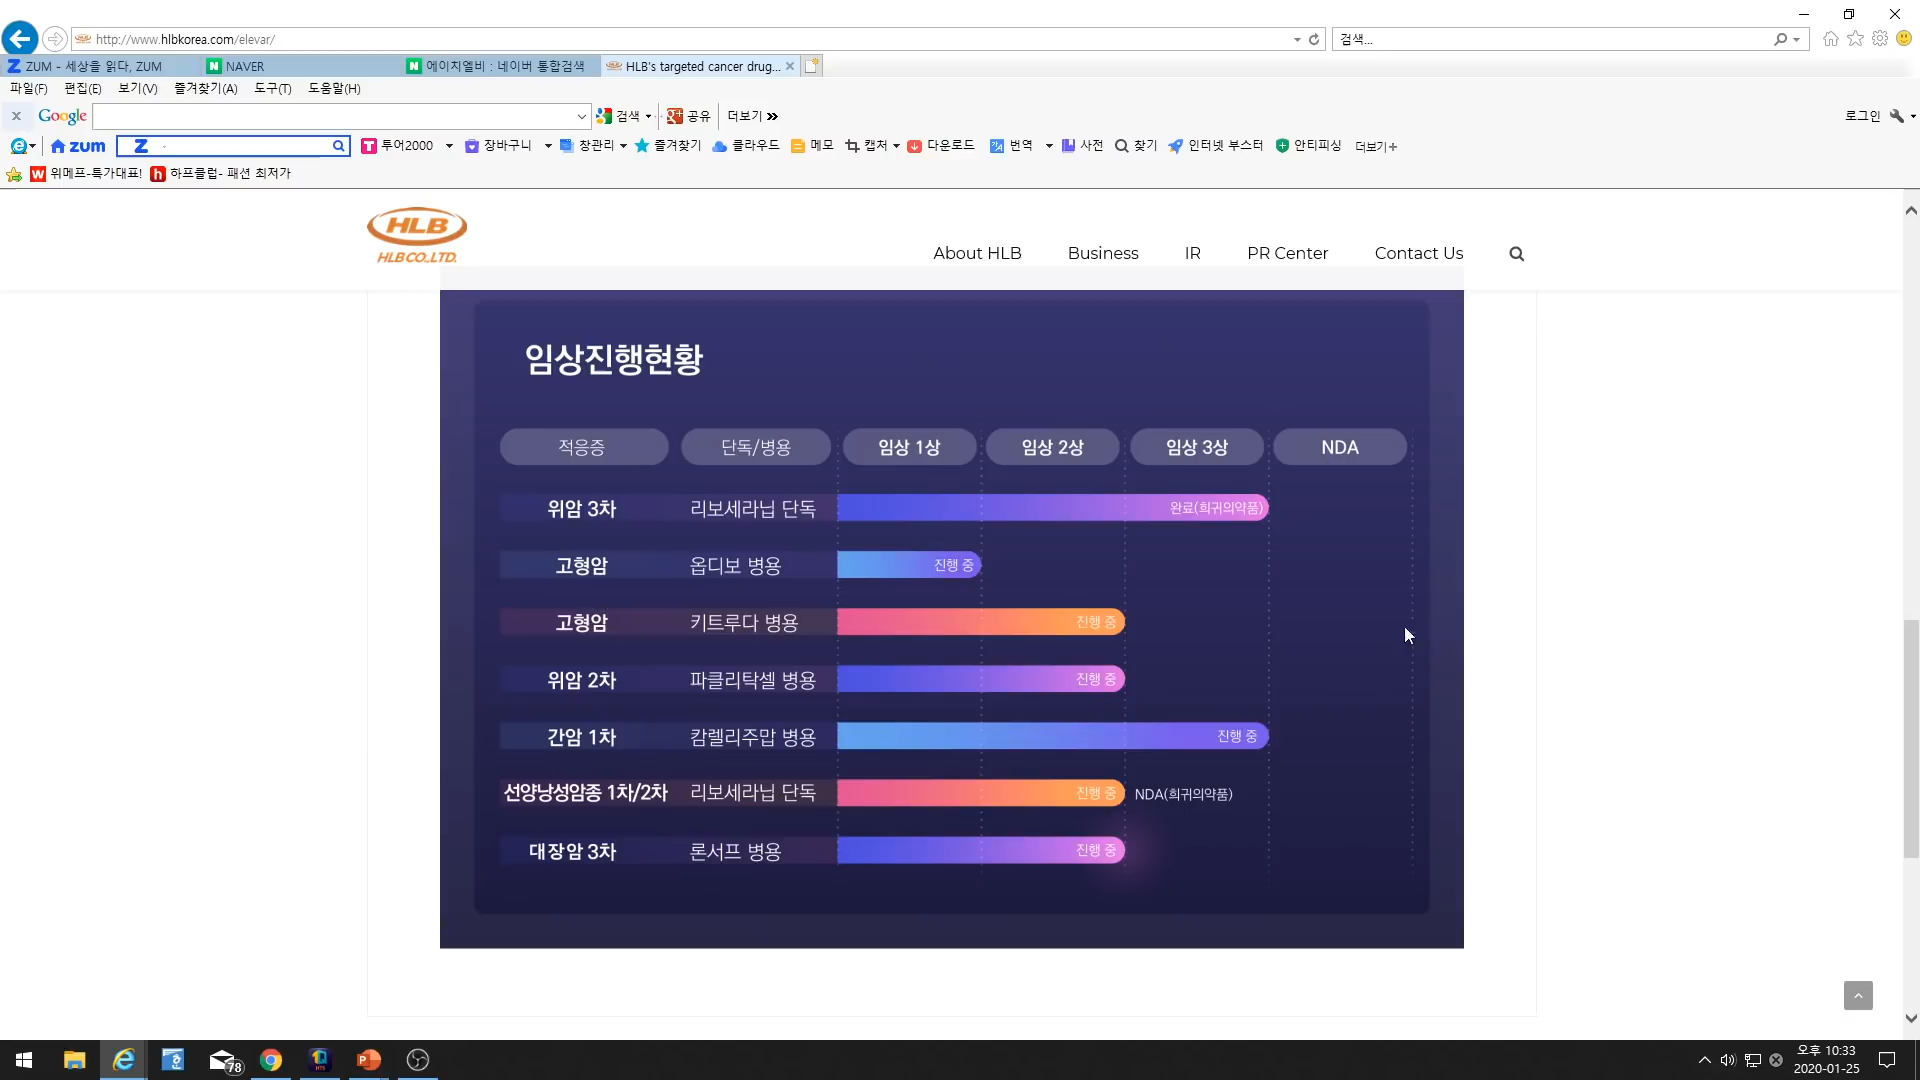 http://www.hlbkorea.com/elevar/
검색...
ZUM - 세상을 읽다, ZUM
NAVER
에이치엘비 : 네이버 통합검색
HLB's targeted cancer drug...
파일(F) 편집(E) 보기(V) 즐겨찾기(A) 도구(T) 도움말(H)
Google 검색 공유 더보기 로그인
zum 투어2000 장바구니 창관리 즐겨찾기 클라우드 메모 캡처 다운로드 번역 사전 찾기 인터넷 부스터 안티피싱 더보기+
위메프-특가대표! 하프클럽- 패션 최저가
HLB
HLB CO.,LTD.
About HLB Business IR PR Center Contact Us
임상진행현황
적응증 단독/병용 임상 1상 임상 2상 임상 3상 NDA
위암 3차 리보세라닙 단독 완료(희귀의약품)
고형암 옵디보 병용 진행 중
고형암 키트루다 병용 진행 중
위암 2차 파클리탁셀 병용 진행 중
간암 1차 캄렐리주맙 병용 진행 중
선양낭성암종 1차/2차 리보세라닙 단독 진행 중 NDA(희귀의약품)
대장암 3차 론서프 병용 진행 중
78
오후 10:33
2020-01-25